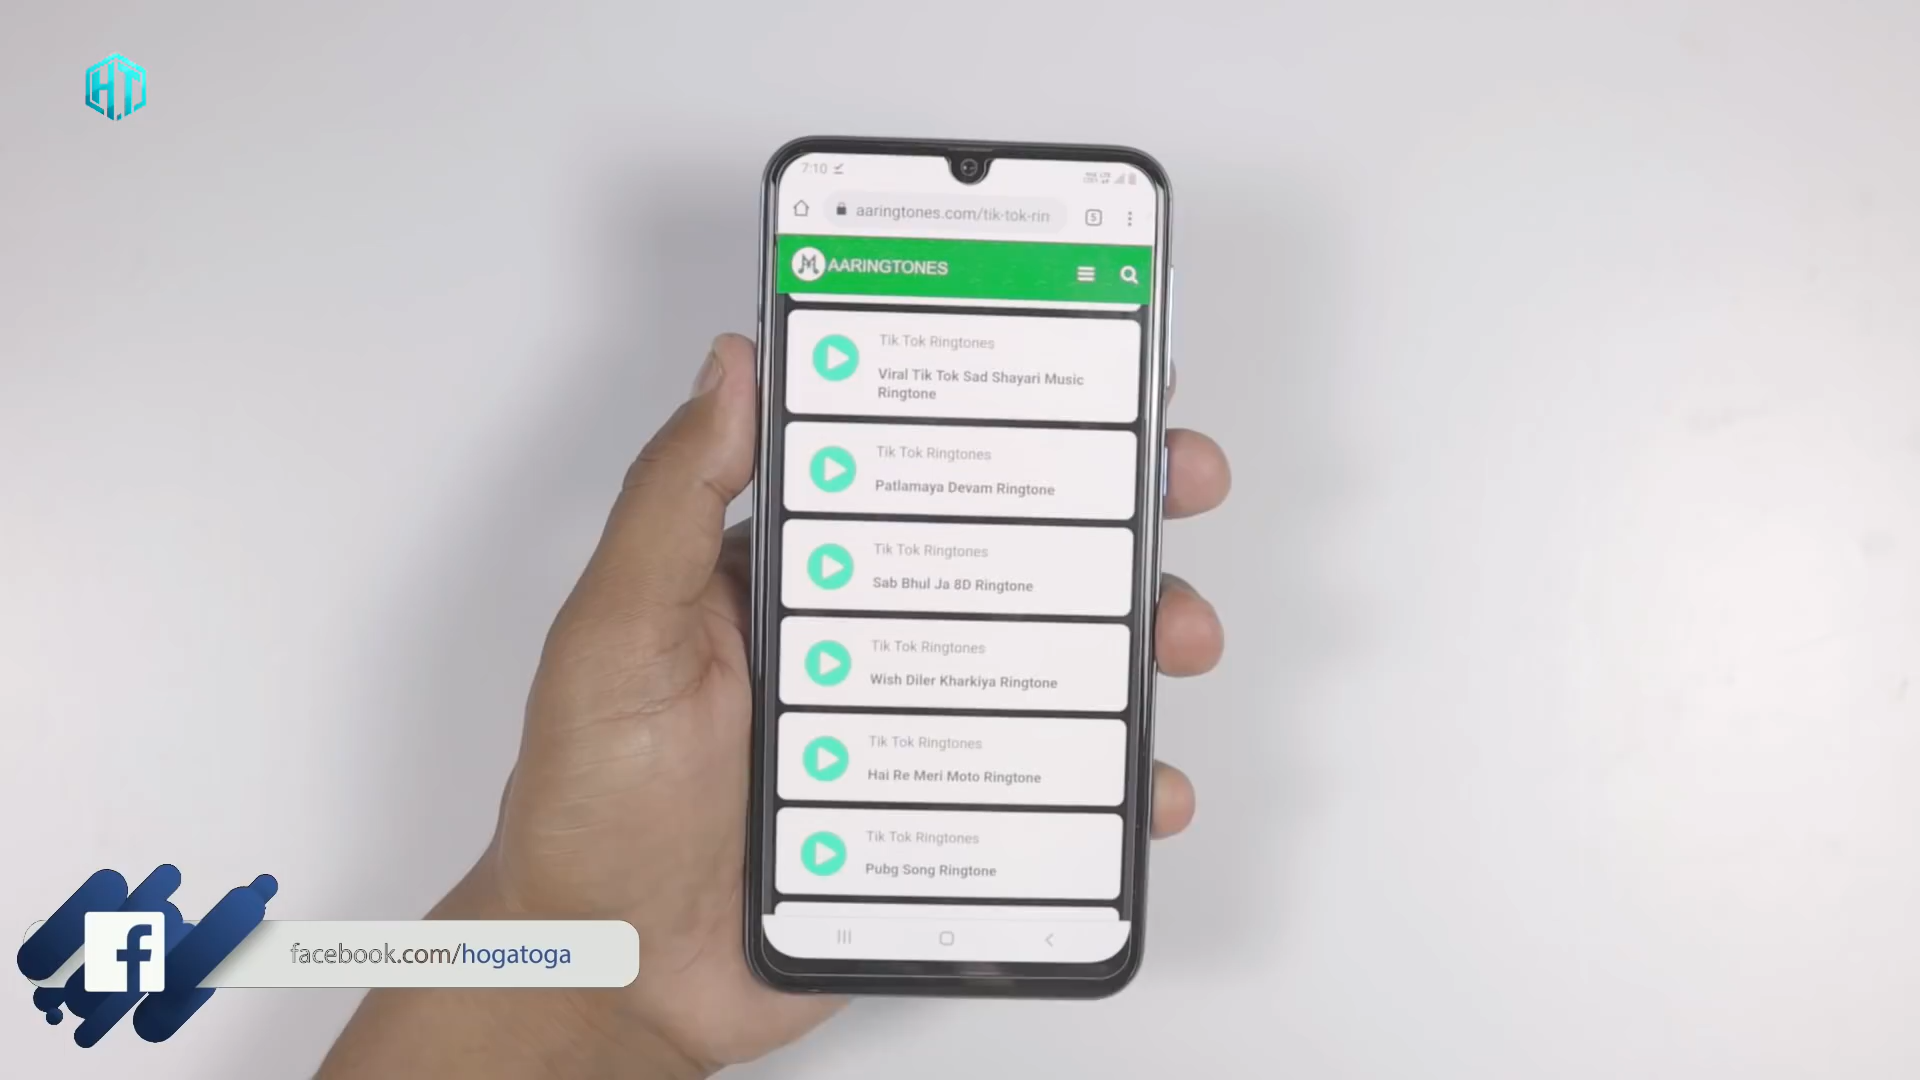 H.T
7:10
aaringtones.com/tik-tok-rin
5
AARINGTONES
Tik Tok Ringtones
Viral Tik Tok Sad Shayari Music
Ringtone
Tik Tok Ringtones
Patlamaya Devam Ringtone
Tik Tok Ringtones
Sab Bhul Ja 8D Ringtone
Tik Tok Ringtones
Wish Diler Kharkiya Ringtone
Tik Tok Ringtones
Hai Re Meri Moto Ringtone
Tik Tok Ringtones
Pubg Song Ringtone
f
facebook.com/hogatoga